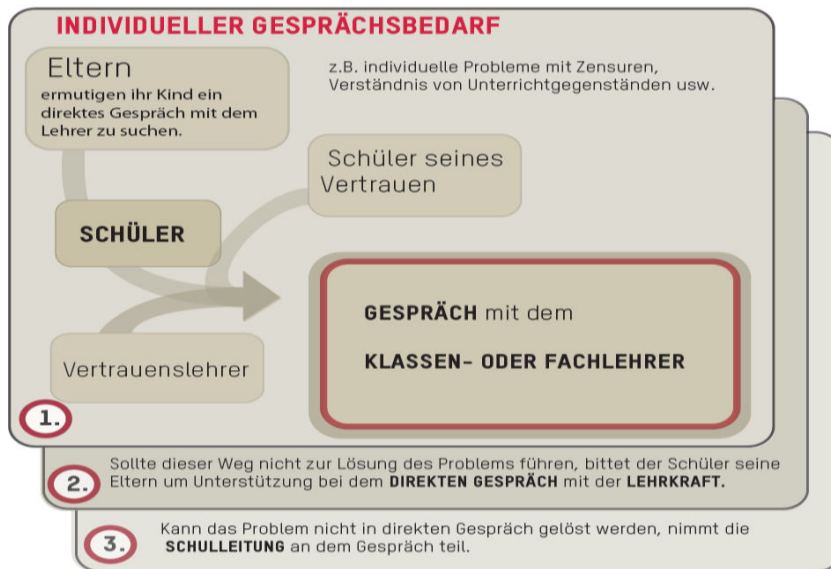 INDIVIDUELLER GESPRÄCHSBEDARF
Eltern
ermutigen ihr Kind ein
direktes Gespräch mit dem
Lehrer zu suchen.
z.B. individuelle Probleme mit Zensuren,
Verständnis von Unterrichtgegenständen usw.
Schüler seines
Vertrauen
SCHÜLER
GESPRÄCH mit dem
KLASSEN- ODER FACHLEHRER
Vertrauenslehrer
1.
2.
Sollte dieser Weg nicht zur Lösung des Problems führen, bittet der Schüler seine
Eltern um Unterstützung bei dem DIREKTEN GESPRÄCH mit der LEHRKRAFT.
3.
Kann das Problem nicht in direkten Gespräch gelöst werden, nimmt die
SCHULLEITUNG an dem Gespräch teil.